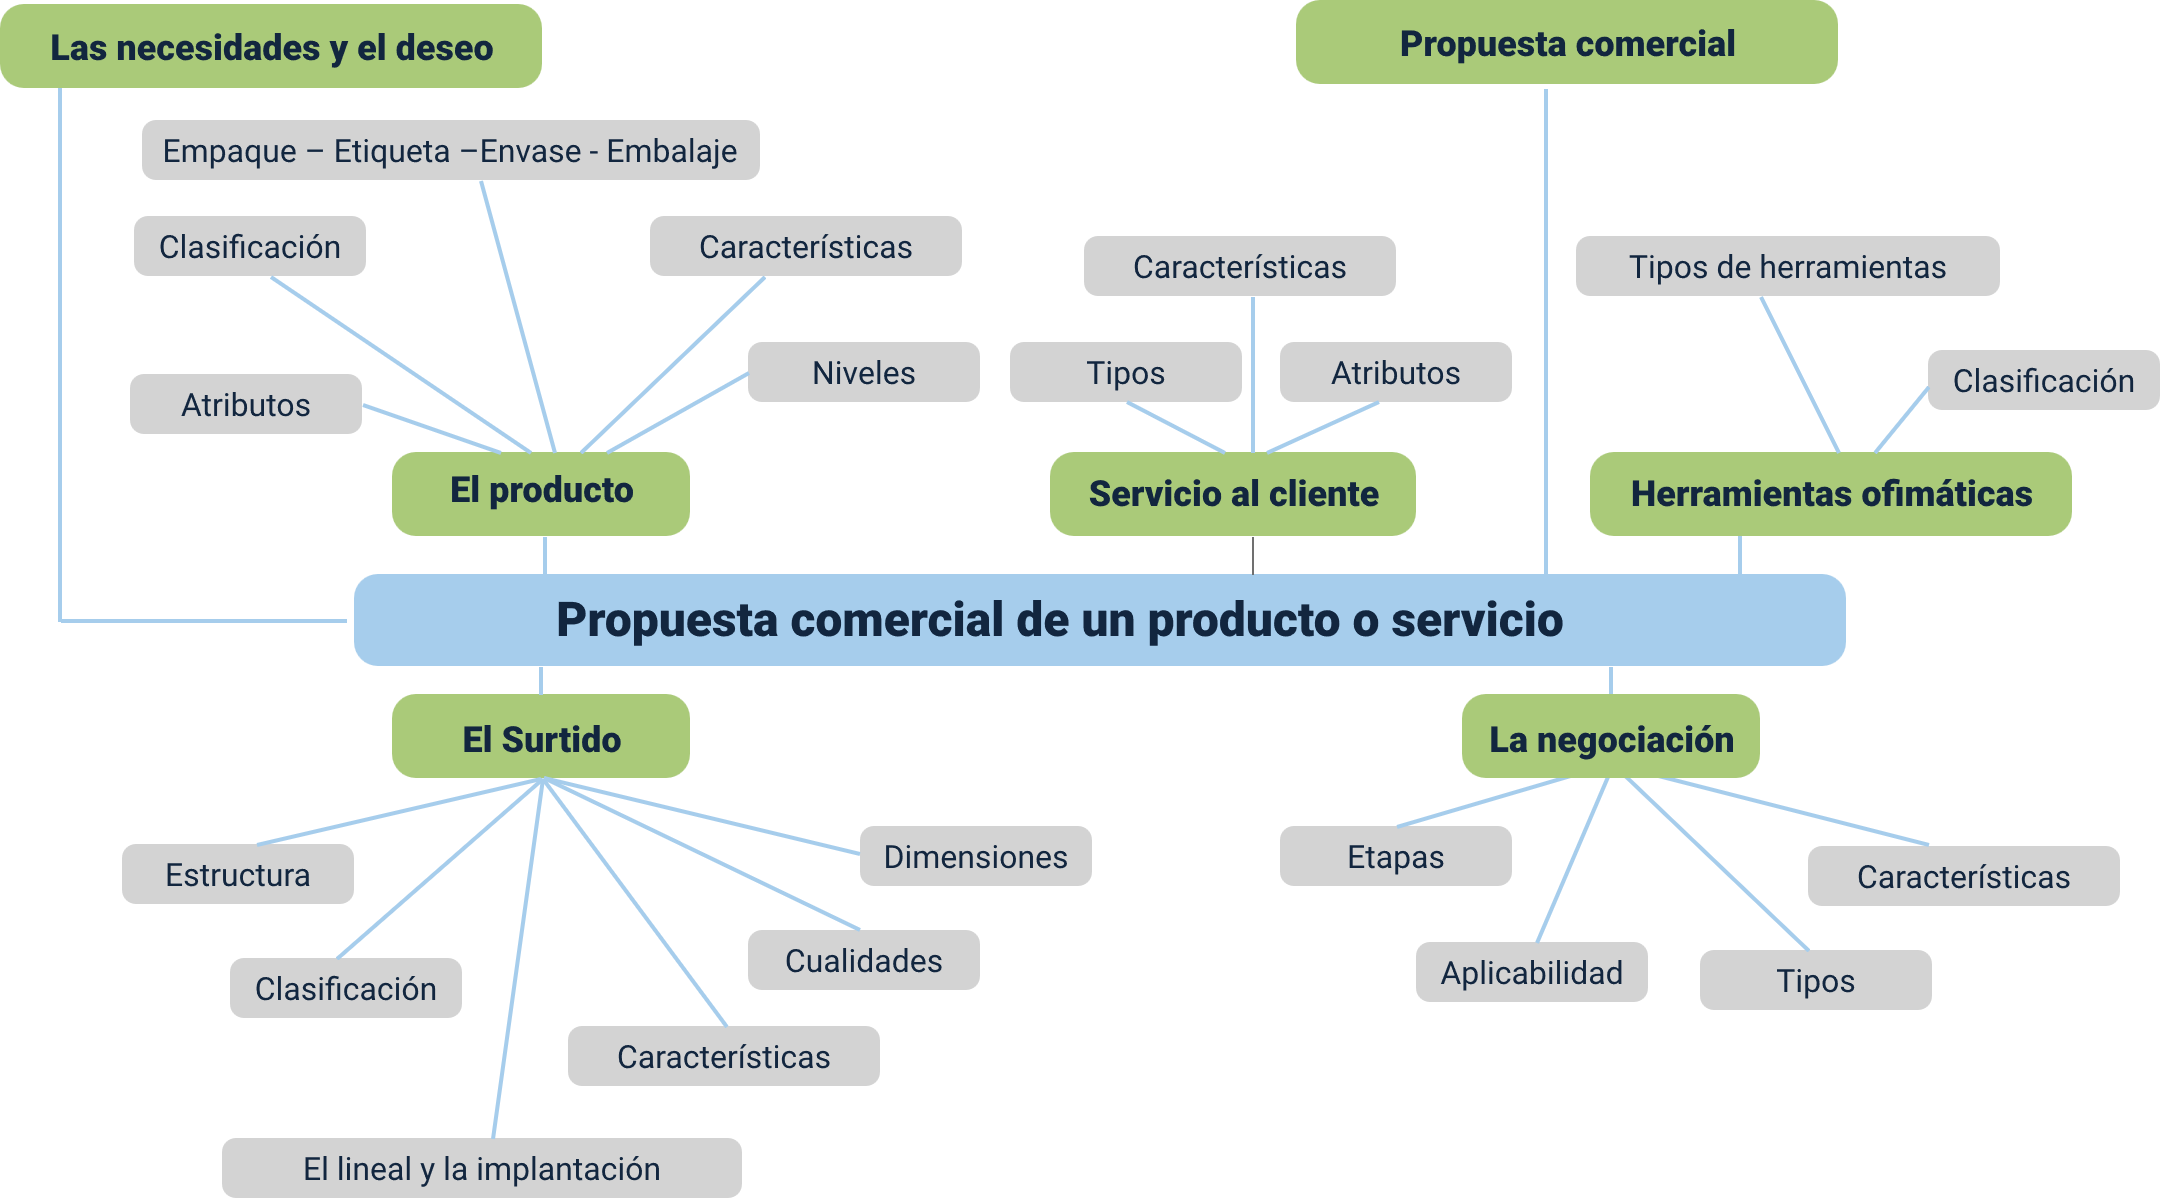 Las necesidades y el deseo
Propuesta comercial
Empaque – Etiqueta –Envase - Embalaje
Clasificación
Características
Características
Tipos de herramientas
Atributos
Niveles
Tipos
Atributos
Clasificación
El producto
Servicio al cliente
Herramientas ofimáticas
Propuesta comercial de un producto o servicio
El Surtido
La negociación
Estructura
Dimensiones
Etapas
Características
Clasificación
Cualidades
Aplicabilidad
Tipos
Características
El lineal y la implantación